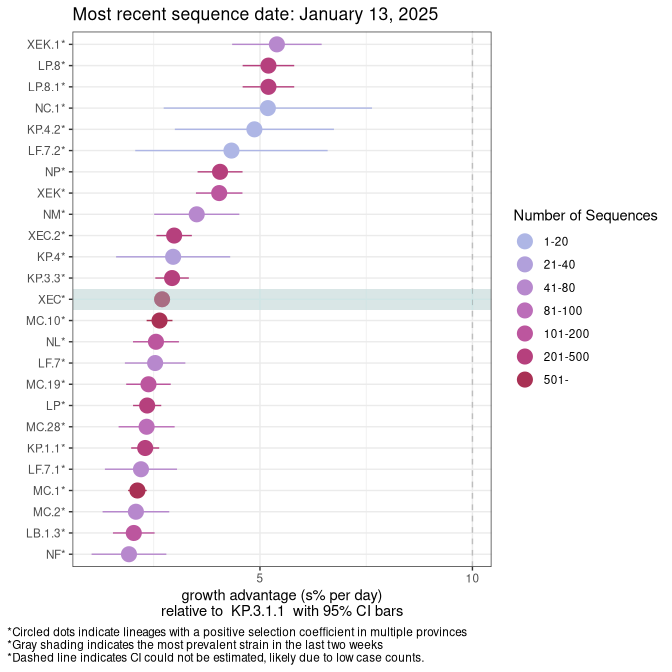 Most recent sequence date: January 13, 2025
XEK.1*
LP.8*
LP.8.1*
NC.1*
KP.4.2*
LF.7.2*
NP*
XEK*
NM*
XEC.2*
KP.4*
KP.3.3*
XEC*
MC.10*
NL*
LF.7*
MC.19*
LP*
MC.28*
KP.1.1*
LF.7.1*
MC.1*
MC.2*
LB.1.3*
NF*
5 10
growth advantage (s% per day)
relative to KP.3.1.1 with 95% CI bars
Number of Sequences
1-20
21-40
41-80
81-100
101-200
201-500
501-
*Circled dots indicate lineages with a positive selection coefficient in multiple provinces
*Gray shading indicates the most prevalent strain in the last two weeks
*Dashed line indicates CI could not be estimated, likely due to low case counts.